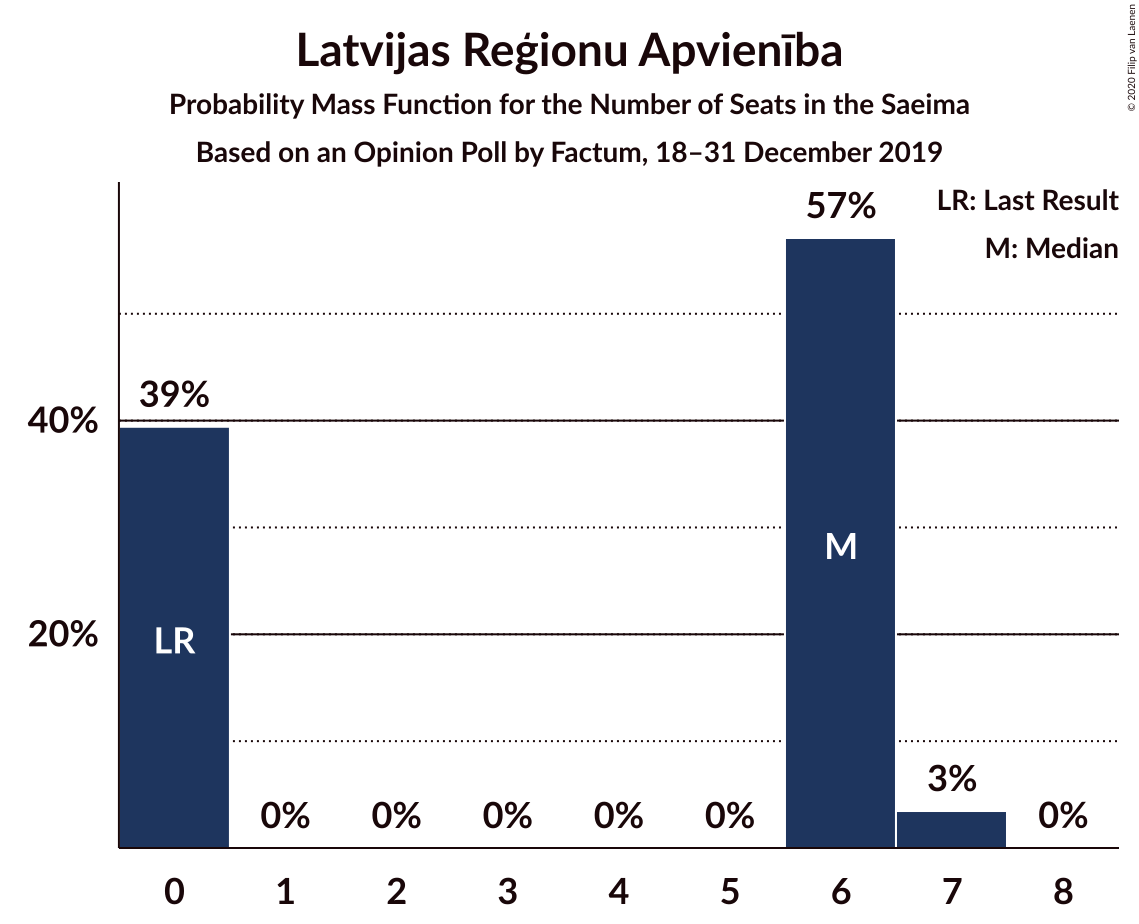 Latvijas Reģionu Apvienība
Probability Mass Function for the Number of Seats in the Saeima
Based on an Opinion Poll by Factum, 18–31 December 2019
© 2020 Filip van Laenen
LR: Last Result
M: Median
57%
39%
40%
M
20%
LR
3%
0% 0% 0% 0% 0% 0%
0 1 2 3 4 5 6 7 8